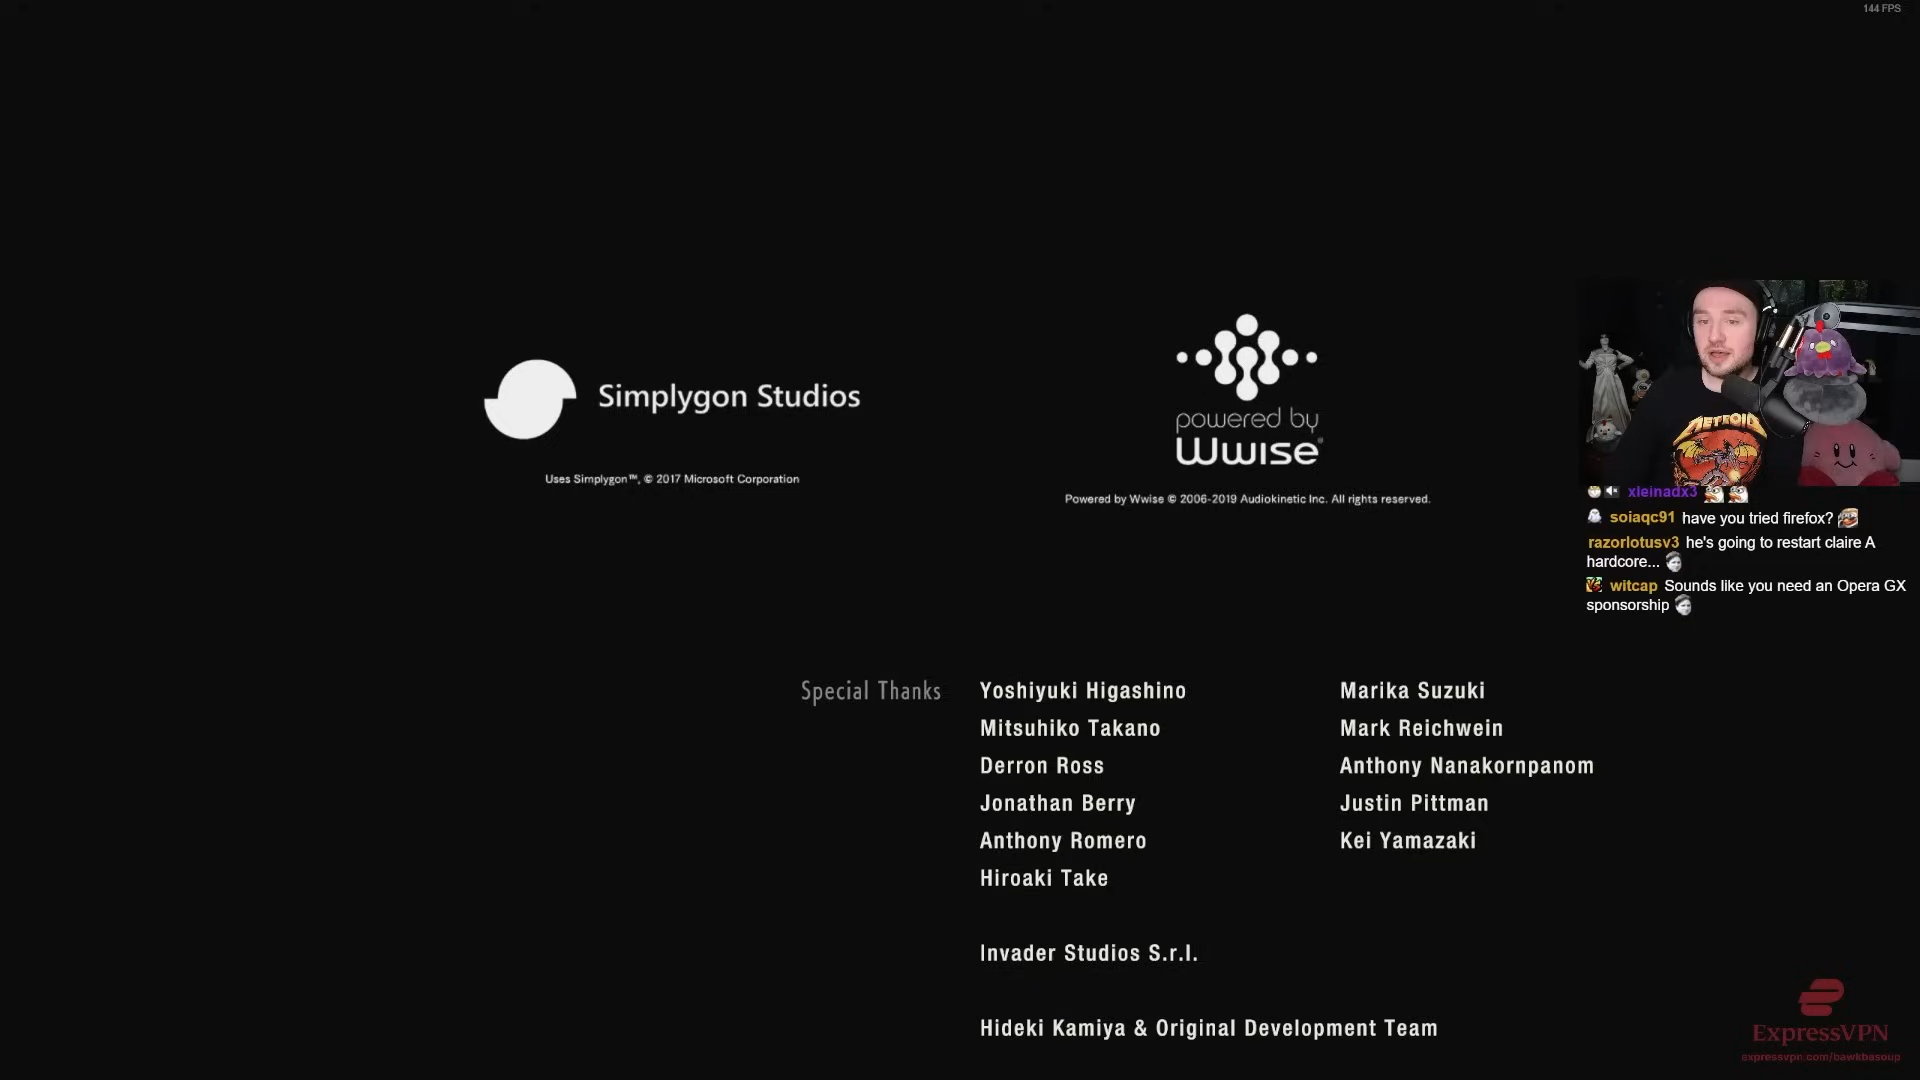 144 FPS
Simplygon Studios
Uses Simplygon™, © 2017 Microsoft Corporation
powered by
Wwise®
Powered by Wwise © 2006-2019 Audiokinetic Inc. All rights reserved.
METROID
xleinadx3
soiaqc91 have you tried firefox?
razorlotusv3 he's going to restart claire A
hardcore...
witcap Sounds like you need an Opera GX
sponsorship
Special Thanks
Yoshiyuki Higashino
Marika Suzuki
Mitsuhiko Takano
Mark Reichwein
Derron Ross
Anthony Nanakornpanom
Jonathan Berry
Justin Pittman
Anthony Romero
Kei Yamazaki
Hiroaki Take
Invader Studios S.r.l.
Hideki Kamiya & Original Development Team
ExpressVPN
expressvpn.com/bawkbasoup